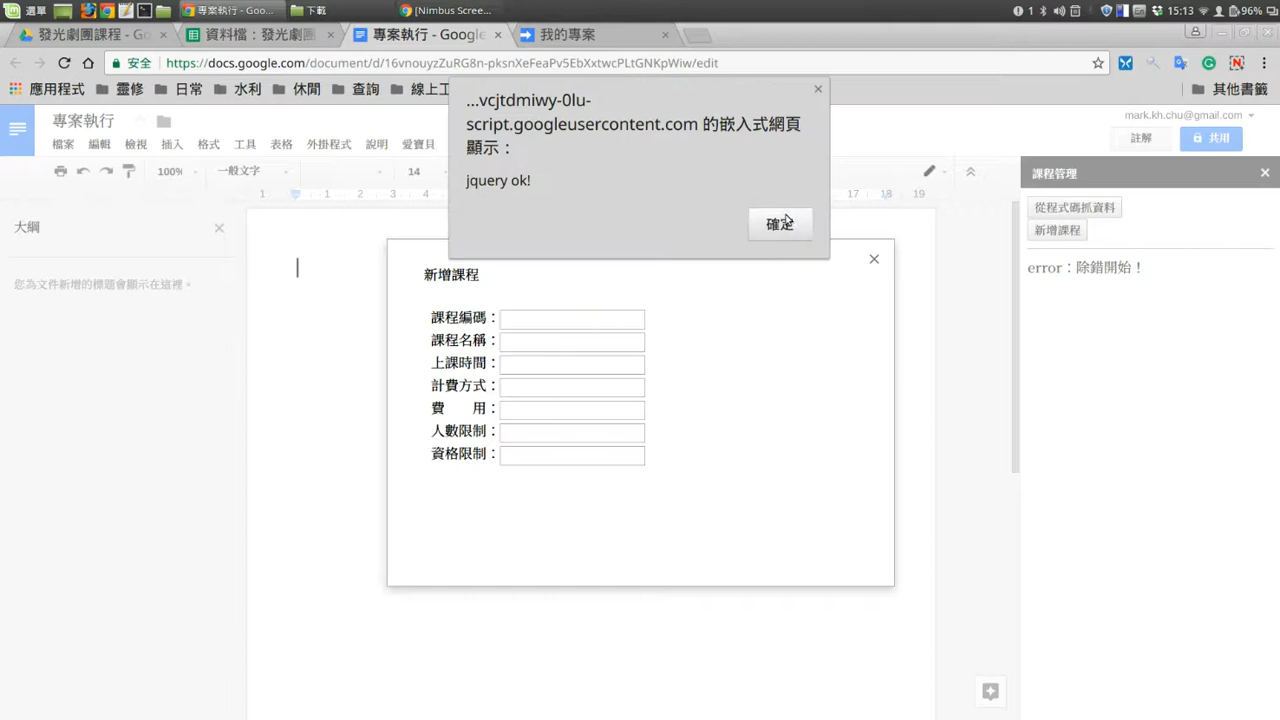 選單
專案執行 - Goo...
下載
[Nimbus Scree...
1
En
15:13
96%
發光劇團課程 - Go
資料檔：發光劇團
專案執行 - Google
我的專案
安全
https://docs.google.com/document/d/16vnouyzZuRG8n-pksnXeFeaPv5EbXxtwcPLtGNKpWiw/edit
應用程式
靈修
日常
水利
休閒
查詢
線上工
其他書籤
...vcjtdmiwy-0lu-
script.googleusercontent.com 的嵌入式網頁
顯示：
jquery ok!
確定
專案執行
mark.kh.chu@gmail.com
檔案 編輯 檢視 插入 格式 工具 表格 外掛程式 說明 愛寶貝
註解
共用
100%
一般文字
14
1 1 2 3 4 17 18 19
大綱
您為文件新增的標題會顯示在這裡。
新增課程
課程編碼：
課程名稱：
上課時間：
計費方式：
費　　用：
人數限制：
資格限制：
課程管理
從程式碼抓資料
新增課程
error：除錯開始！